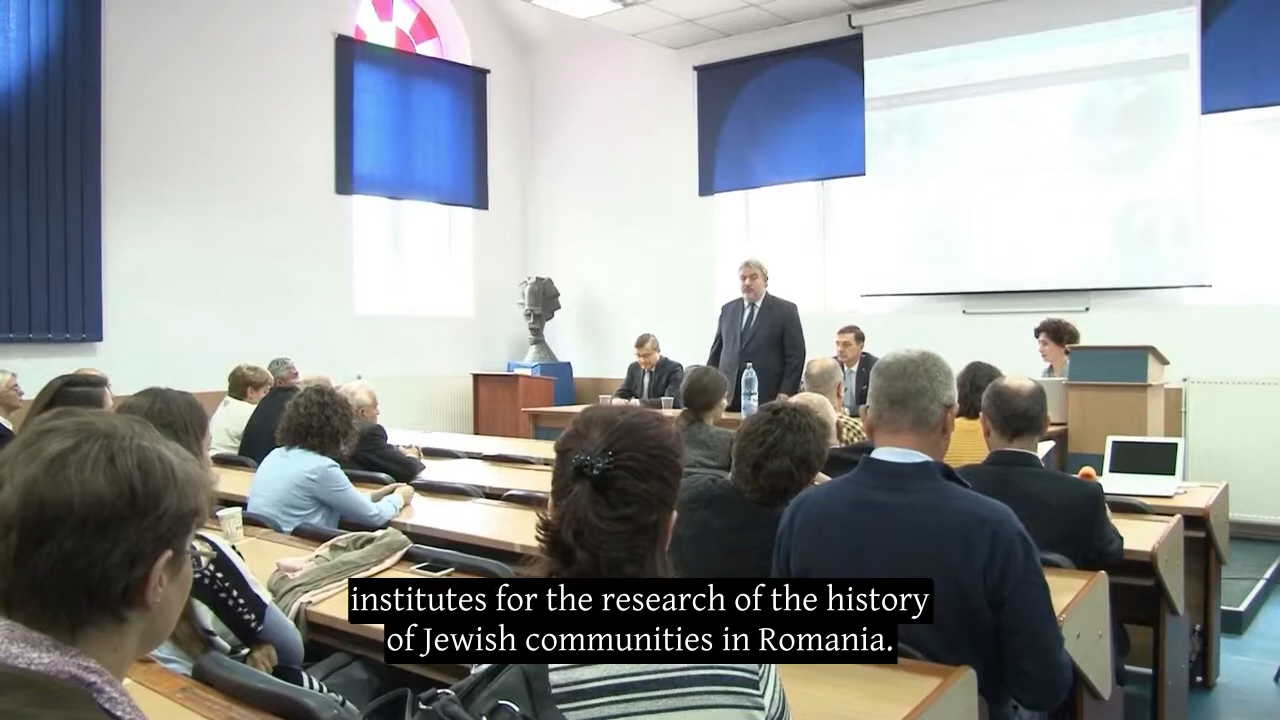 institutes for the research of the history
of Jewish communities in Romania.